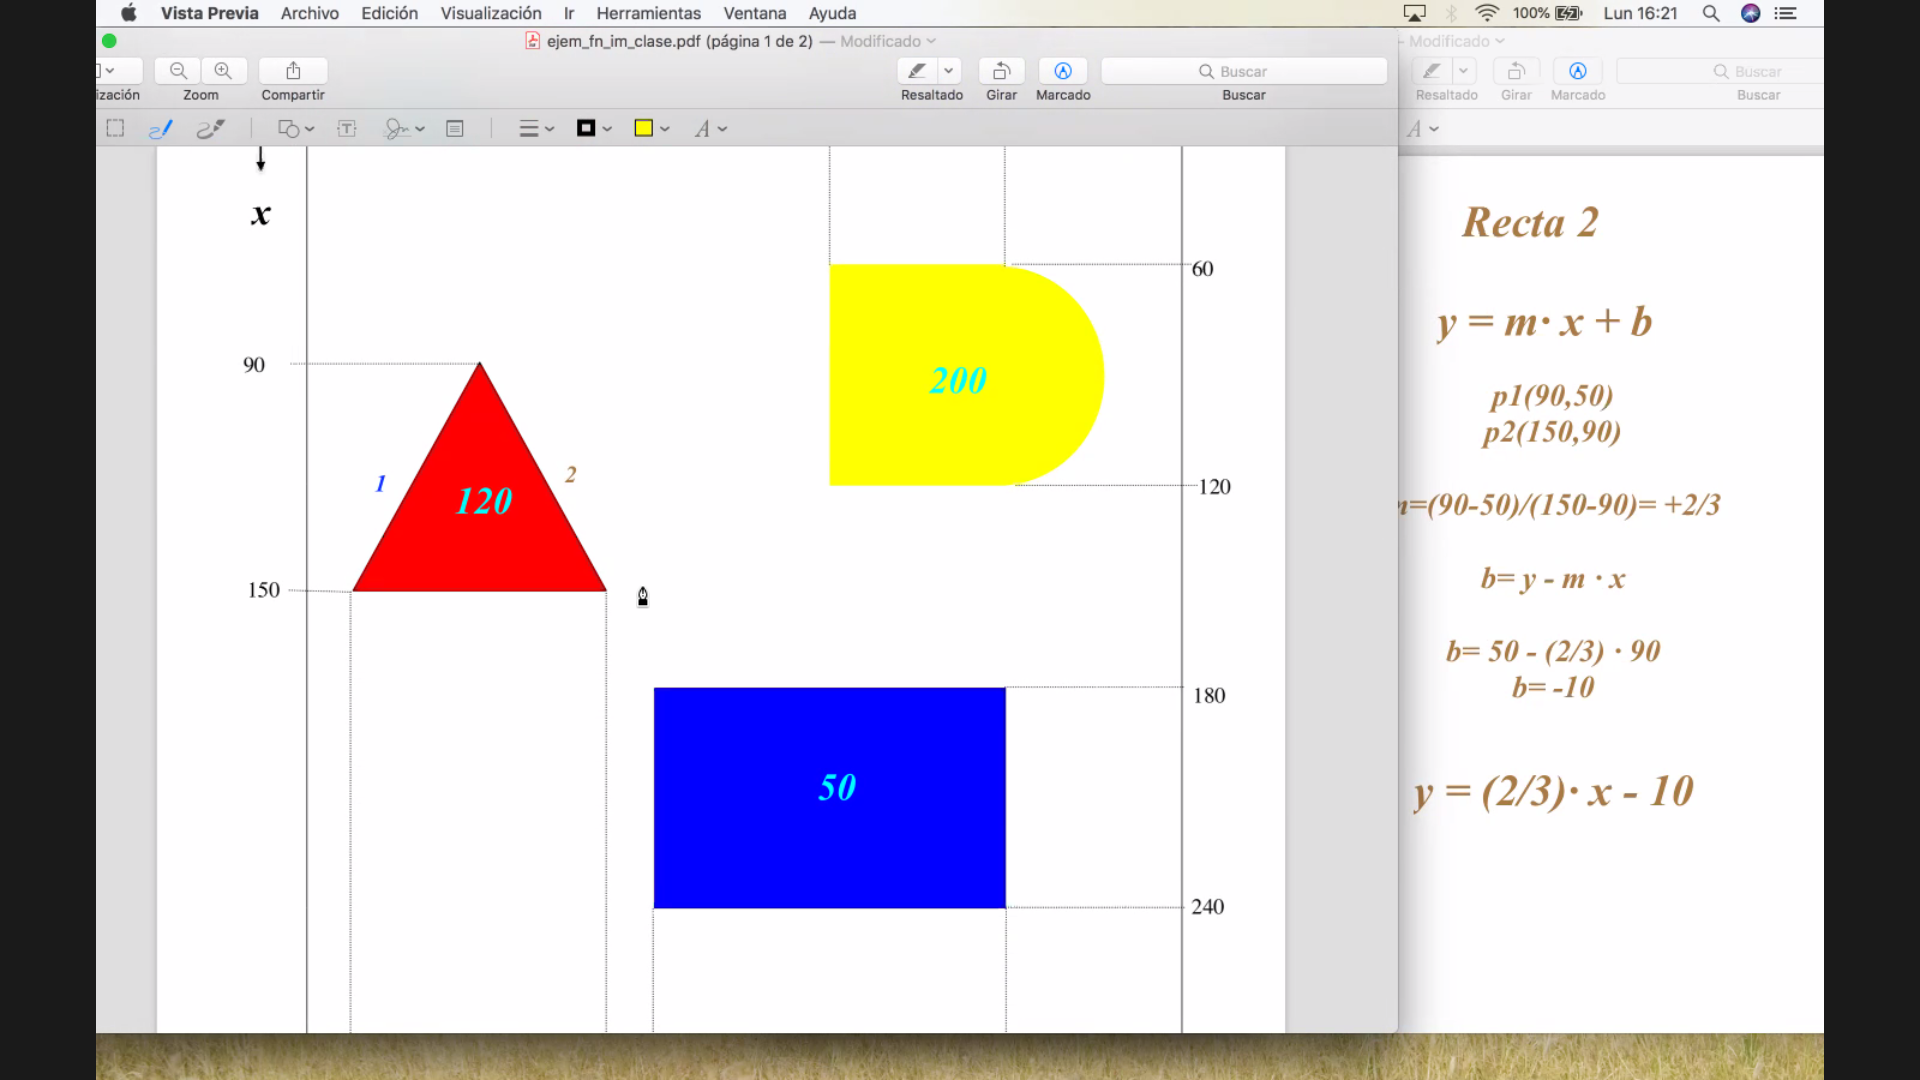 Vista Previa Archivo Edición Visualización Ir Herramientas Ventana Ayuda 100% Lun 16:21
ejem_fn_im_clase.pdf (página 1 de 2) — Modificado
Modificado
Buscar
Buscar
ización Zoom Compartir Resaltado Girar Marcado Buscar
Resaltado Girar Marcado Buscar
x
60
90
200
1
2
120
120
150
180
50
240
Recta 2
y = m· x + b
p1(90,50)
p2(150,90)
m=(90-50)/(150-90)= +2/3
b= y - m · x
b= 50 - (2/3) · 90
b= -10
y = (2/3)· x - 10